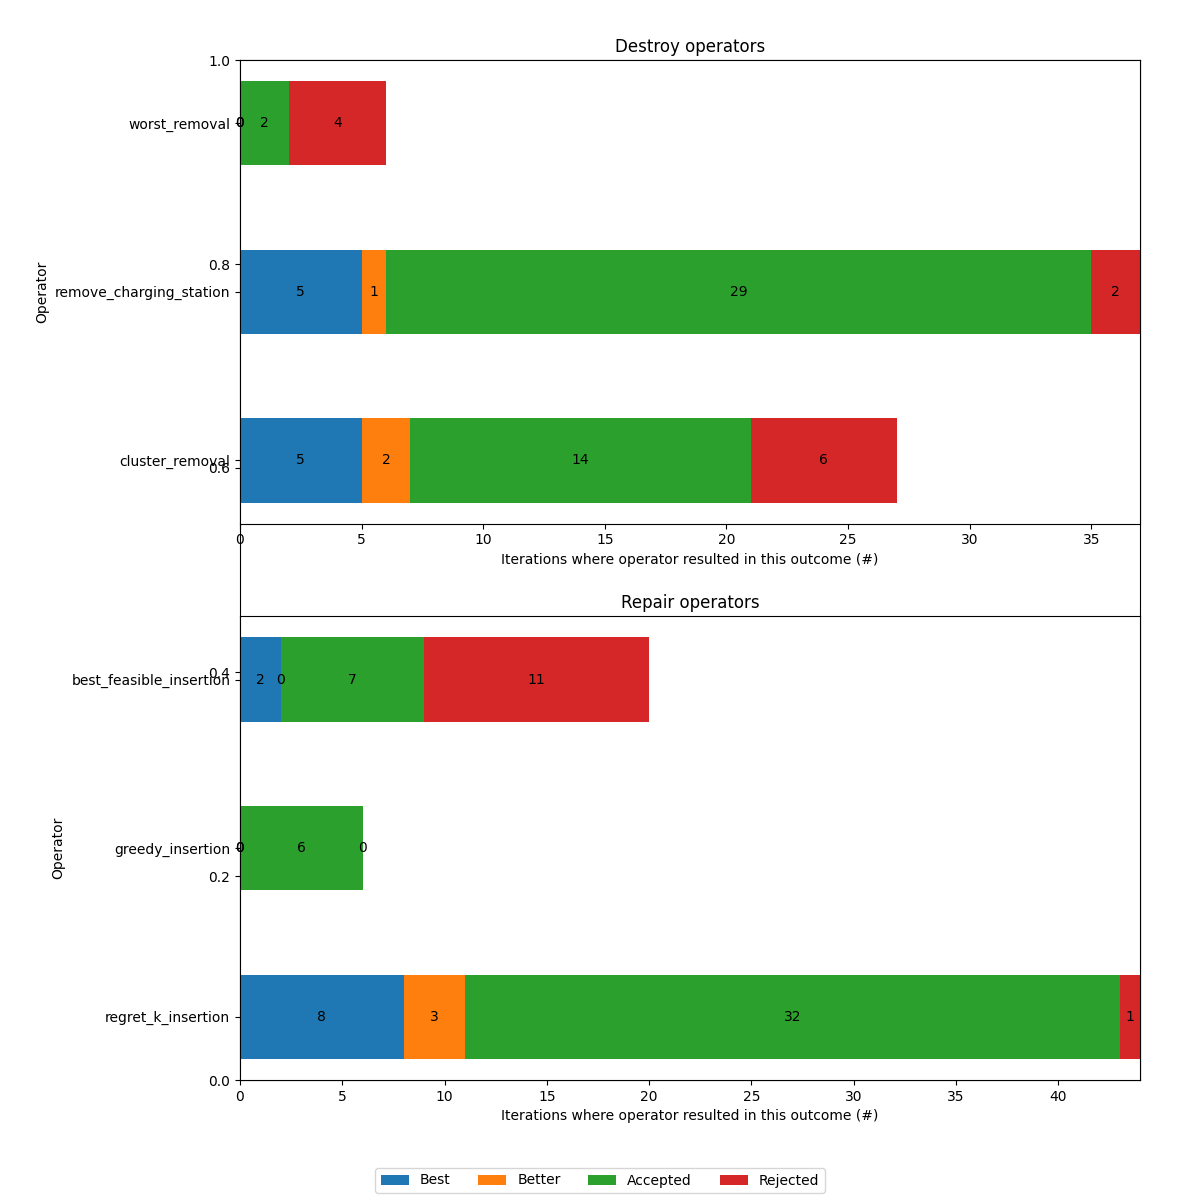 Destroy operators
1.0
worst_removal
0 0 2 4
0.8
Operator
remove_charging_station
5 1 29 2
cluster_removal
5 2 14 6
0.6
0 5 10 15 20 25 30 35
Iterations where operator resulted in this outcome (#)
Repair operators
0.4
best_feasible_insertion
2 0 7 11
Operator
greedy_insertion
0 0 6 0
0.2
regret_k_insertion
8 3 32 1
0.0
0 5 10 15 20 25 30 35 40
Iterations where operator resulted in this outcome (#)
Best Better Accepted Rejected